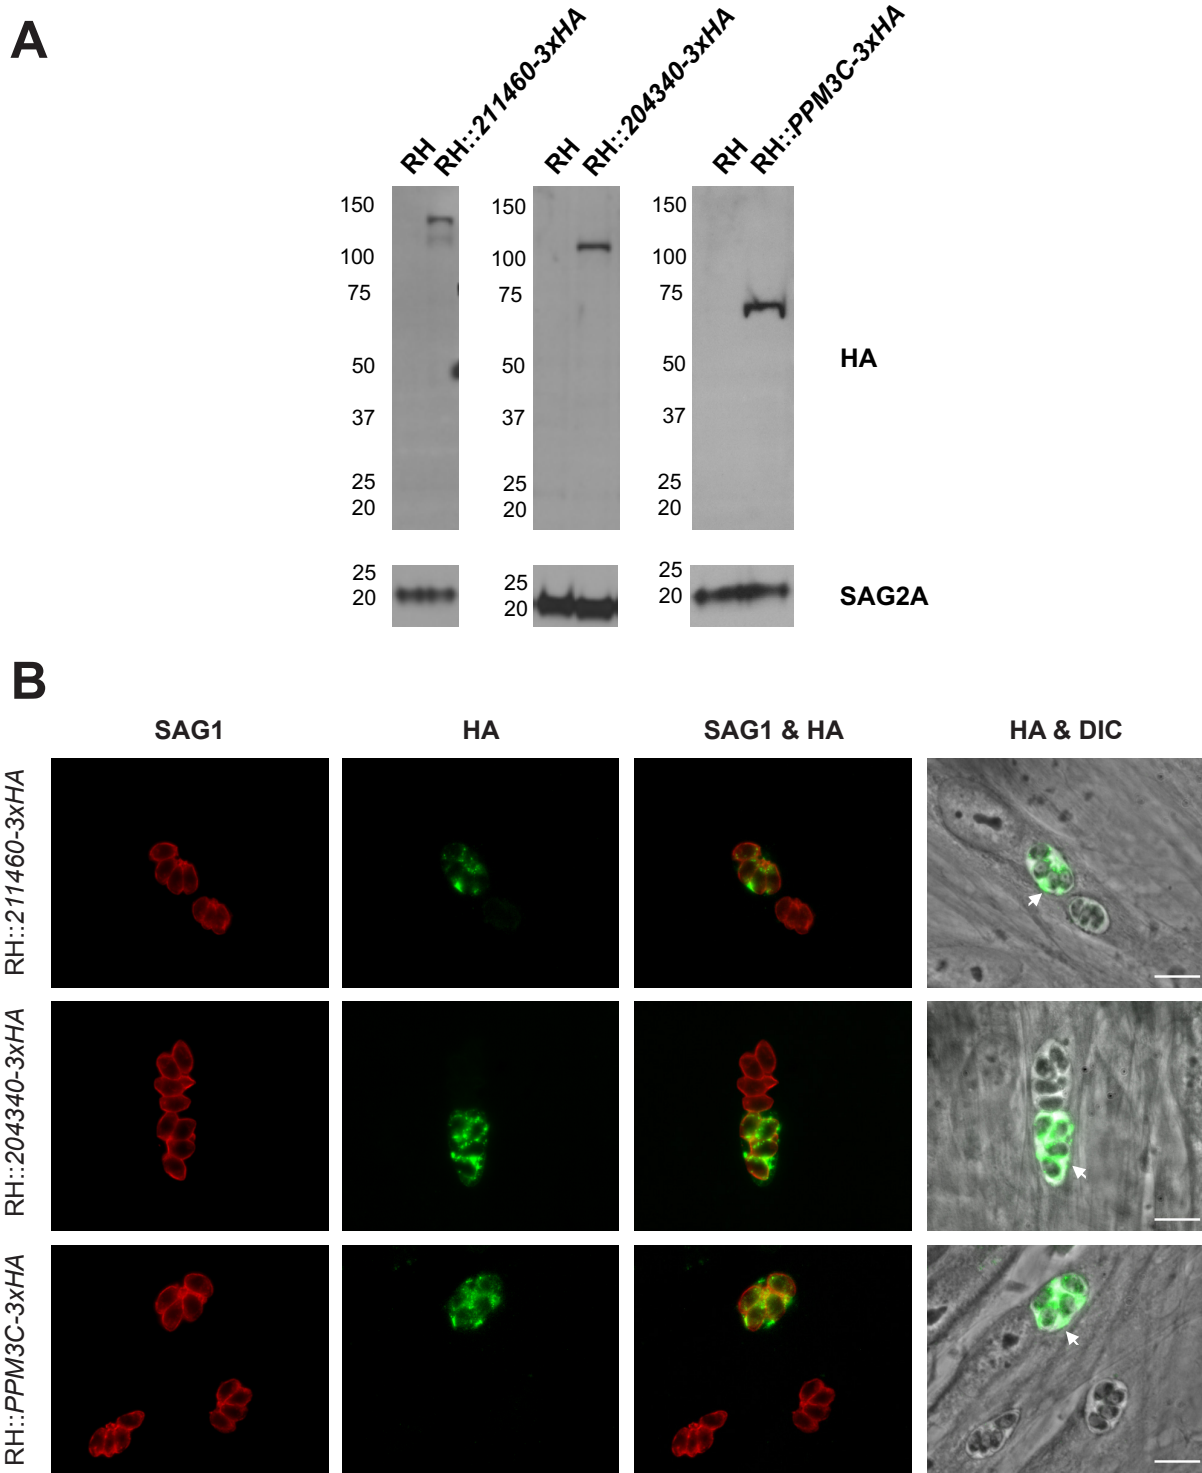 A
RH RH::211460-3xHA RH RH::204340-3xHA RH RH::PPM3C-3xHA
150 150 150
100 100 100
75 75 75
50 50 50
HA
37 37 37
25 25 25
20 20 20
25 25 25
20 20 20
SAG2A
B
SAG1 HA SAG1 & HA HA & DIC
RH::211460-3xHA
RH::204340-3xHA
RH::PPM3C-3xHA